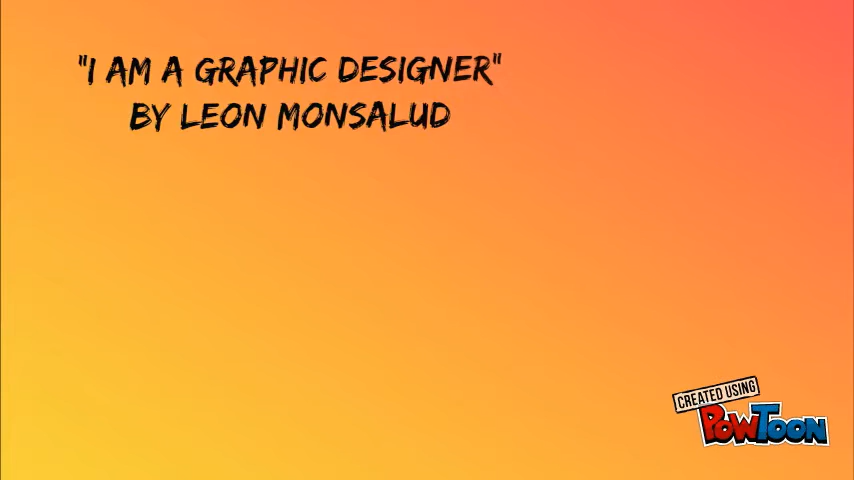 "I AM A GRAPHIC DESIGNER"
BY LEON MONSALUD
CREATED USING
POWTOON